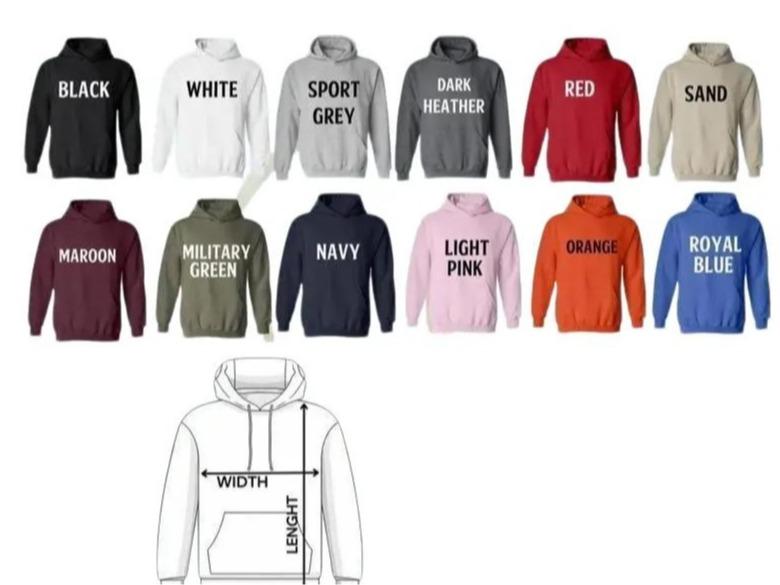 BLACK
WHITE
SPORT
GREY
DARK
HEATHER
RED
SAND
MAROON
MILITARY
GREEN
NAVY
LIGHT
PINK
ORANGE
ROYAL
BLUE
WIDTH
LENGHT